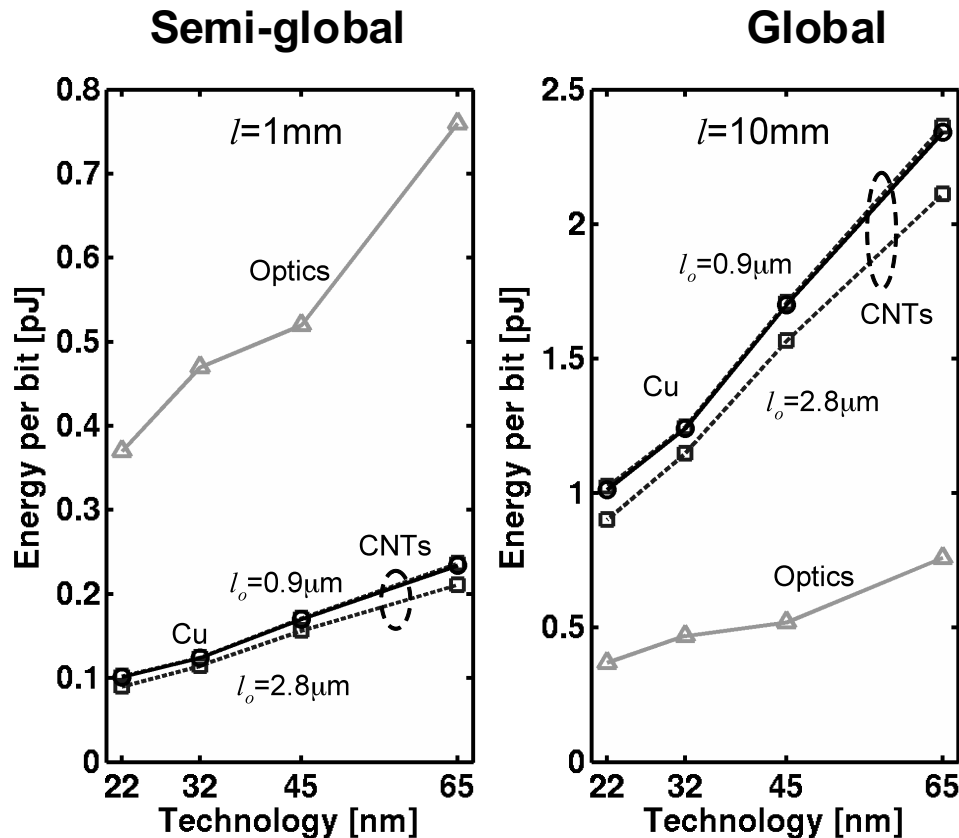 Semi-global
Global
Energy per bit [pJ]
0.8
0.7
0.6
0.5
0.4
0.3
0.2
0.1
0
l=1mm
Optics
CNTs
lo=0.9μm
Cu
lo=2.8μm
22 32 45 65
Technology [nm]
Energy per bit [pJ]
2.5
2
1.5
1
0.5
0
l=10mm
lo=0.9μm
CNTs
Cu
lo=2.8μm
Optics
22 32 45 65
Technology [nm]